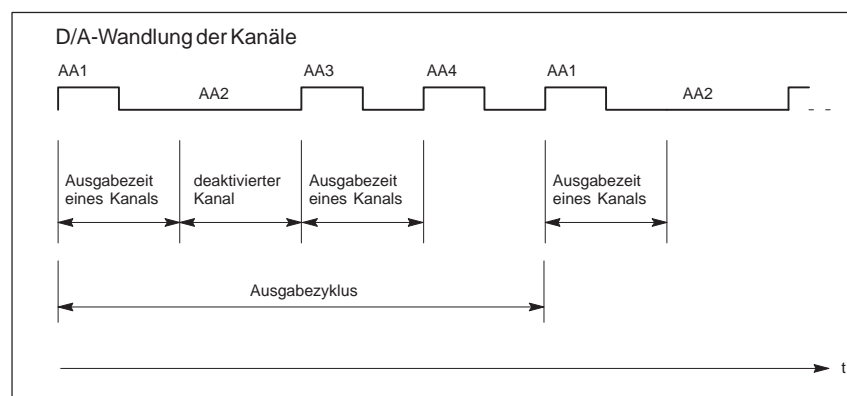 D/A-Wandlung der Kanäle
AA1
AA2
AA3
AA4
AA1
AA2
Ausgabezeit
eines Kanals
deaktivierter
Kanal
Ausgabezeit
eines Kanals
Ausgabezeit
eines Kanals
Ausgabezyklus
t